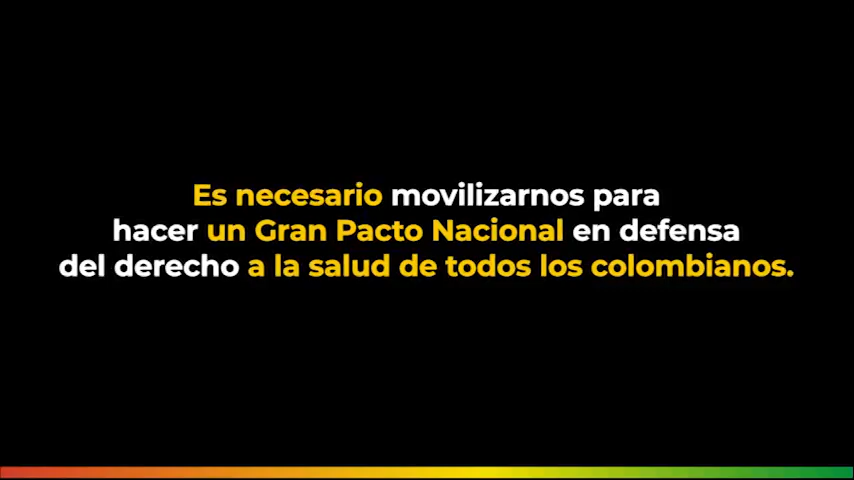 Es necesario movilizarnos para
hacer un Gran Pacto Nacional en defensa
del derecho a la salud de todos los colombianos.